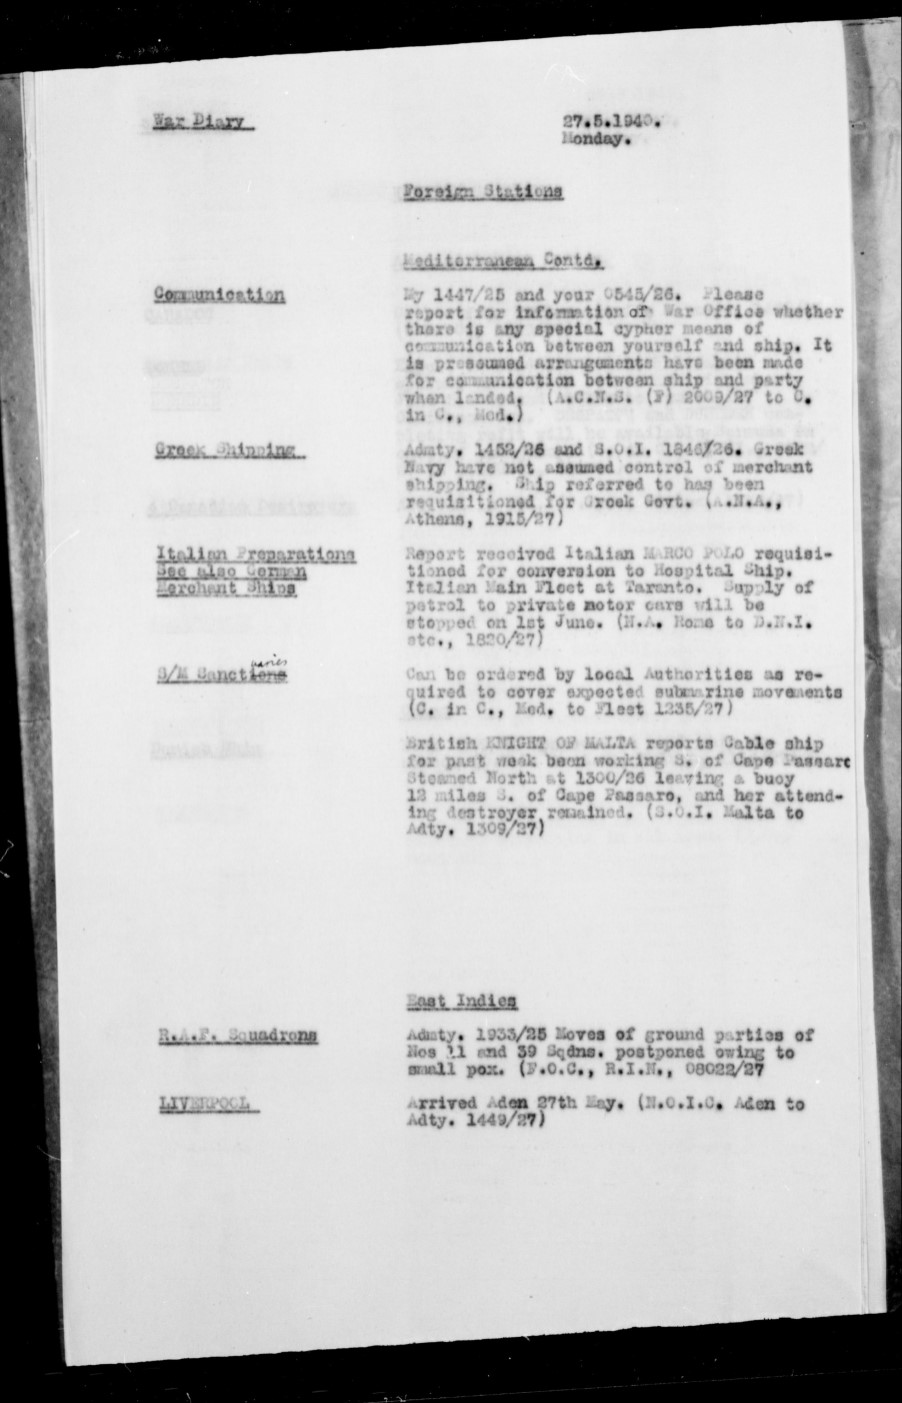 War Diary
27.5.1940.
Monday.
Foreign Stations
Mediterranean Contd.
Communication
My 1447/25 and your 0545/26. Please
report for information of War Office whether
there is any special cypher means of
communication between yourself and ship. It
is presumed arrangements have been made
for communication between ship and party
when landed. (A.C.N.S. (F) 2009/27 to C.
in C., Med.)
Greek Shipping
Admty. 1452/26 and S.O.I. 1846/26. Greek
Navy have not assumed control of merchant
shipping. Ship referred to has been
requisitioned for Greek Govt. (A.N.A.,
Athens, 1915/27)
Italian Preparations
See also German
Merchant Ships
Report received Italian MARCO POLO requisi-
tioned for conversion to Hospital Ship.
Italian Main Fleet at Taranto. Supply of
petrol to private motor cars will be
stopped on 1st June. (N.A. Rome to D.N.I.
etc., 1820/27)
S/M Sanctuaries
Can be ordered by local Authorities as re-
quired to cover expected submarine movements
(C. in C., Med. to Fleet 1235/27)
British KNIGHT OF MALTA reports Cable ship
for past week been working S. of Cape Passaro
Steamed North at 1300/26 leaving a buoy
12 miles S. of Cape Passaro, and her attend-
ing destroyer remained. (S.O.I. Malta to
Adty. 1309/27)
East Indies
R.A.F. Squadrons
Admty. 1933/25 Moves of ground parties of
Nos 11 and 39 Sqdns. postponed owing to
small pox. (F.O.C., R.I.N., 08022/27
LIVERPOOL
Arrived Aden 27th May. (N.O.I.C. Aden to
Adty. 1449/27)